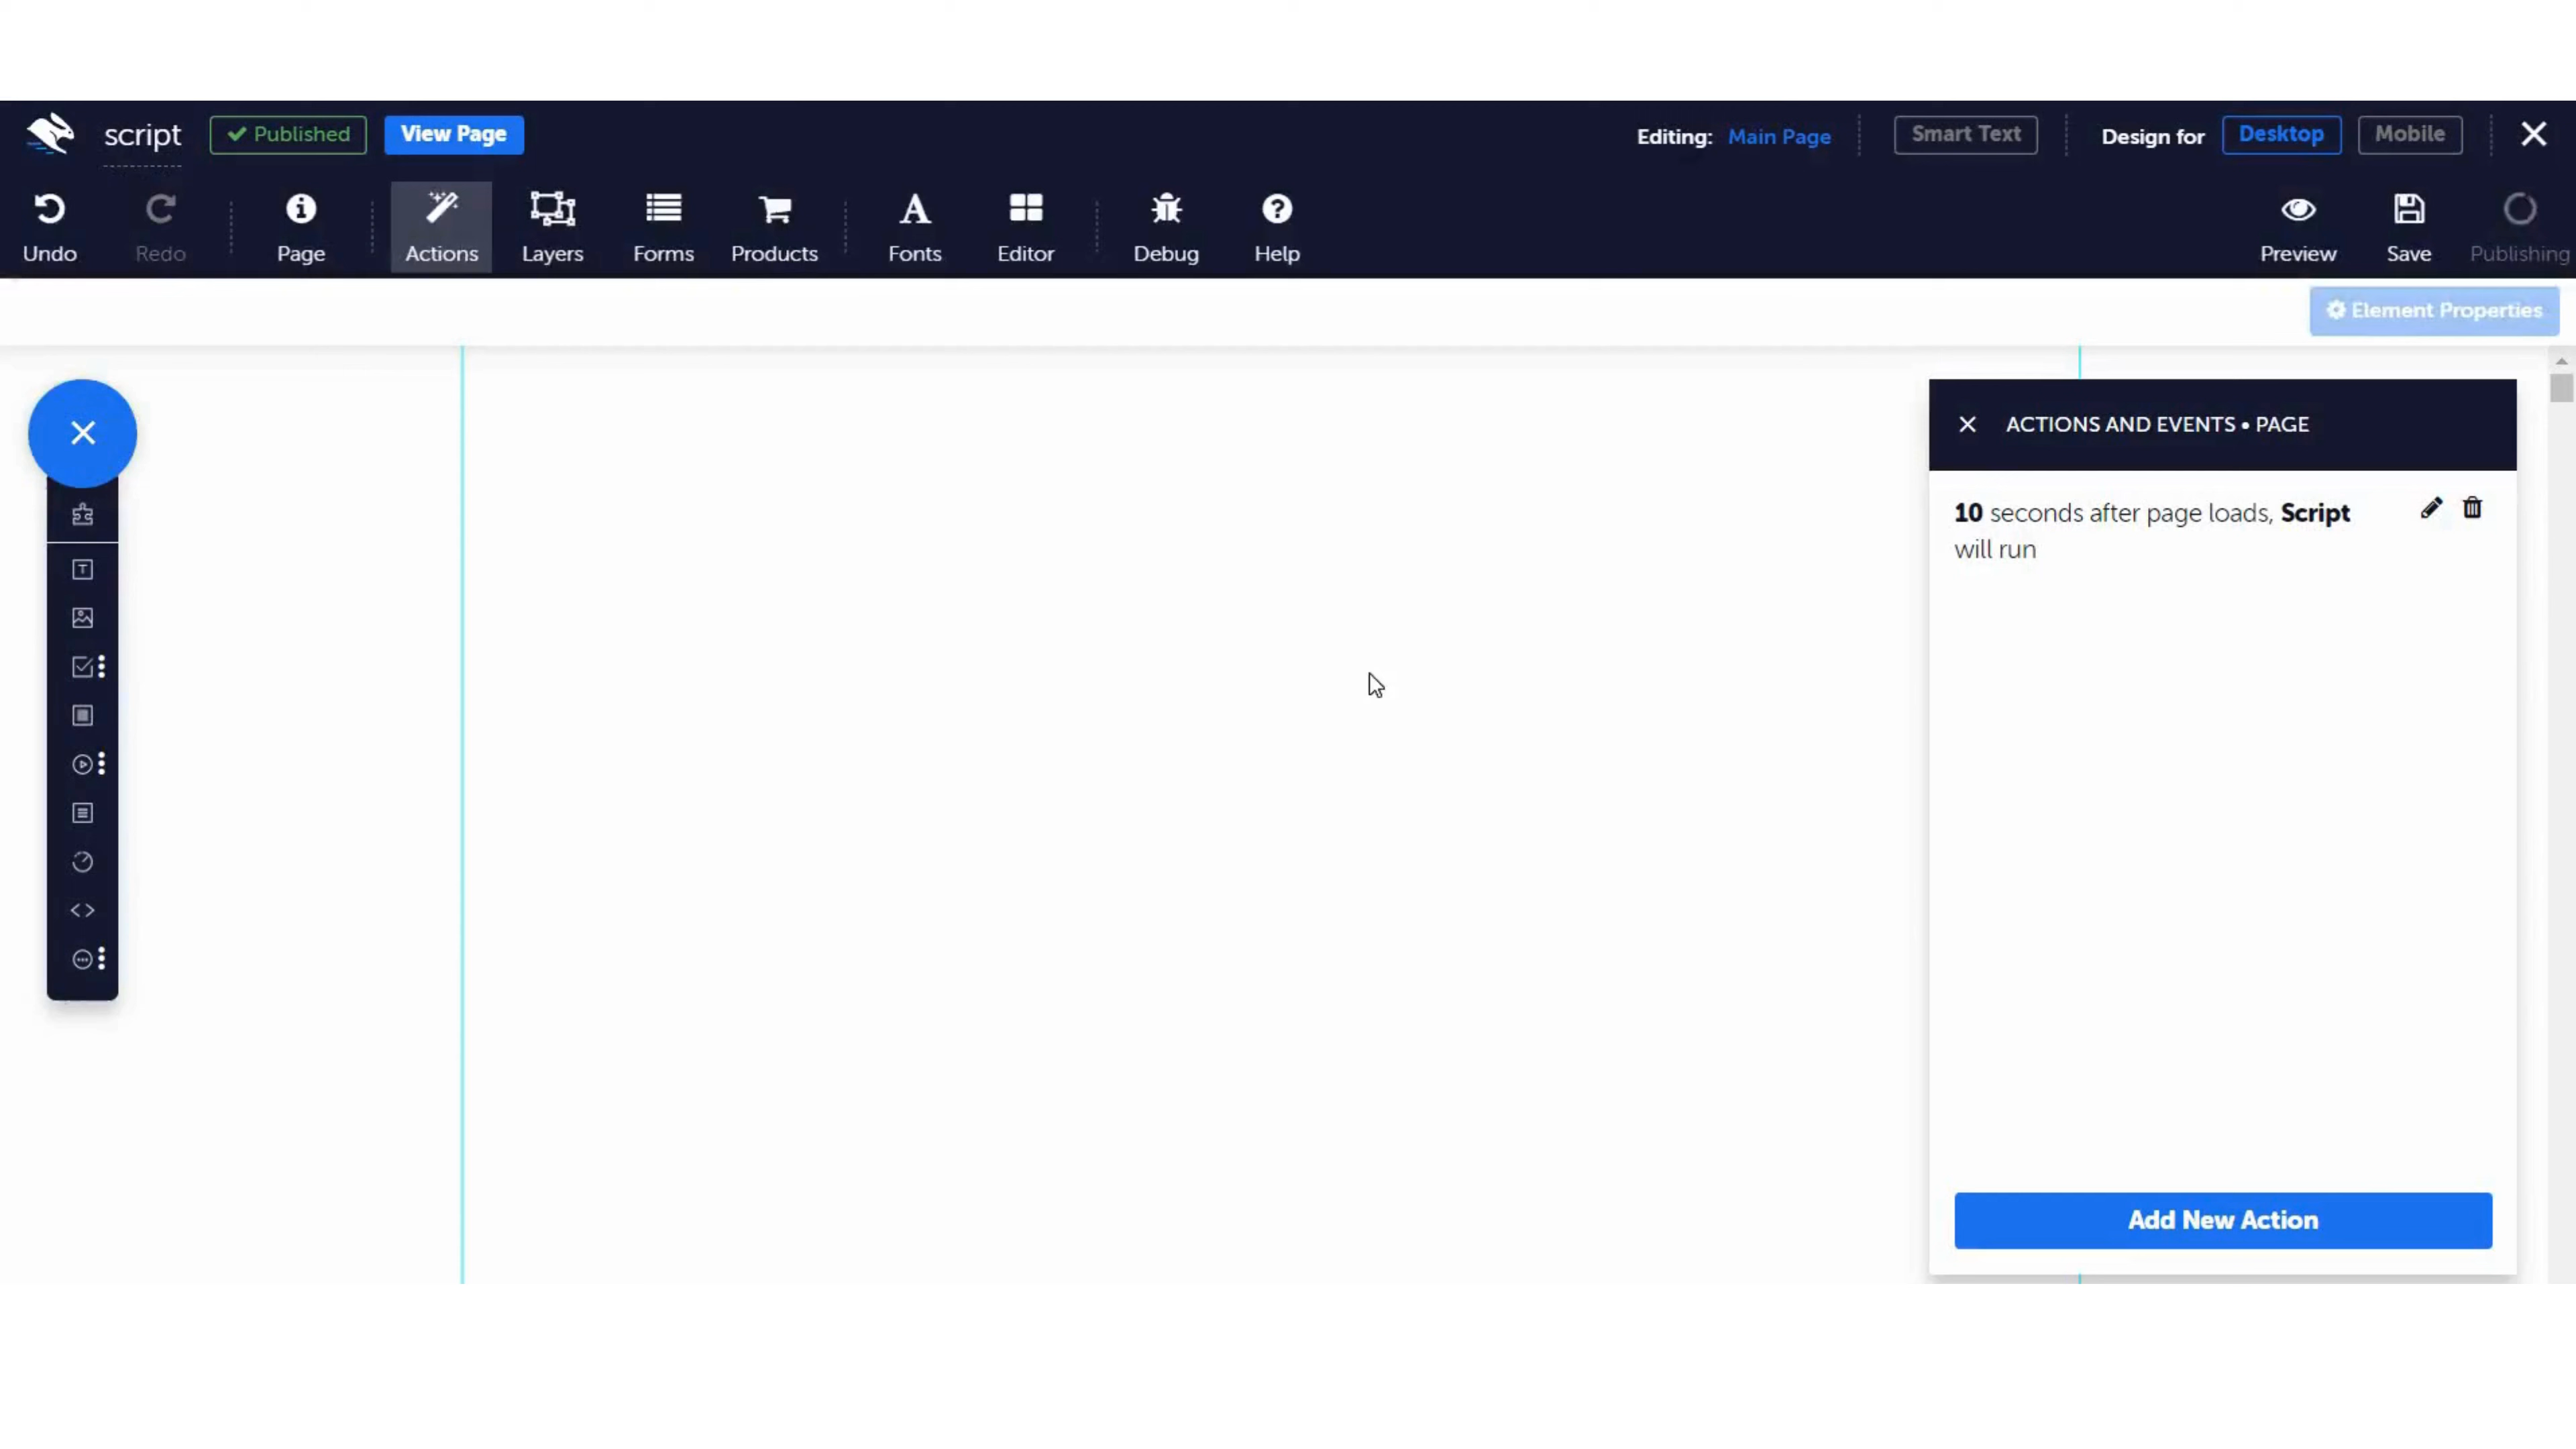 script
Published
View Page
Editing: Main Page
Smart Text
Design for
Desktop
Mobile
Undo
Redo
Page
Actions
Layers
Forms
Products
Fonts
Editor
Debug
Help
Preview
Save
Publishing
Element Properties
ACTIONS AND EVENTS • PAGE
10 seconds after page loads, Script
will run
Add New Action